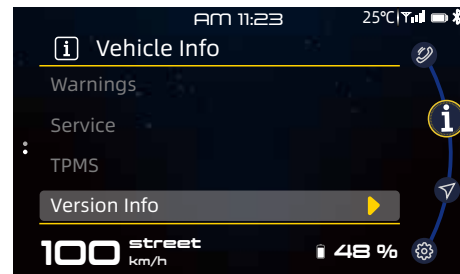 AM 11:23
25℃
Vehicle Info
Warnings
Service
TPMS
Version Info
100 street
km/h
48 %